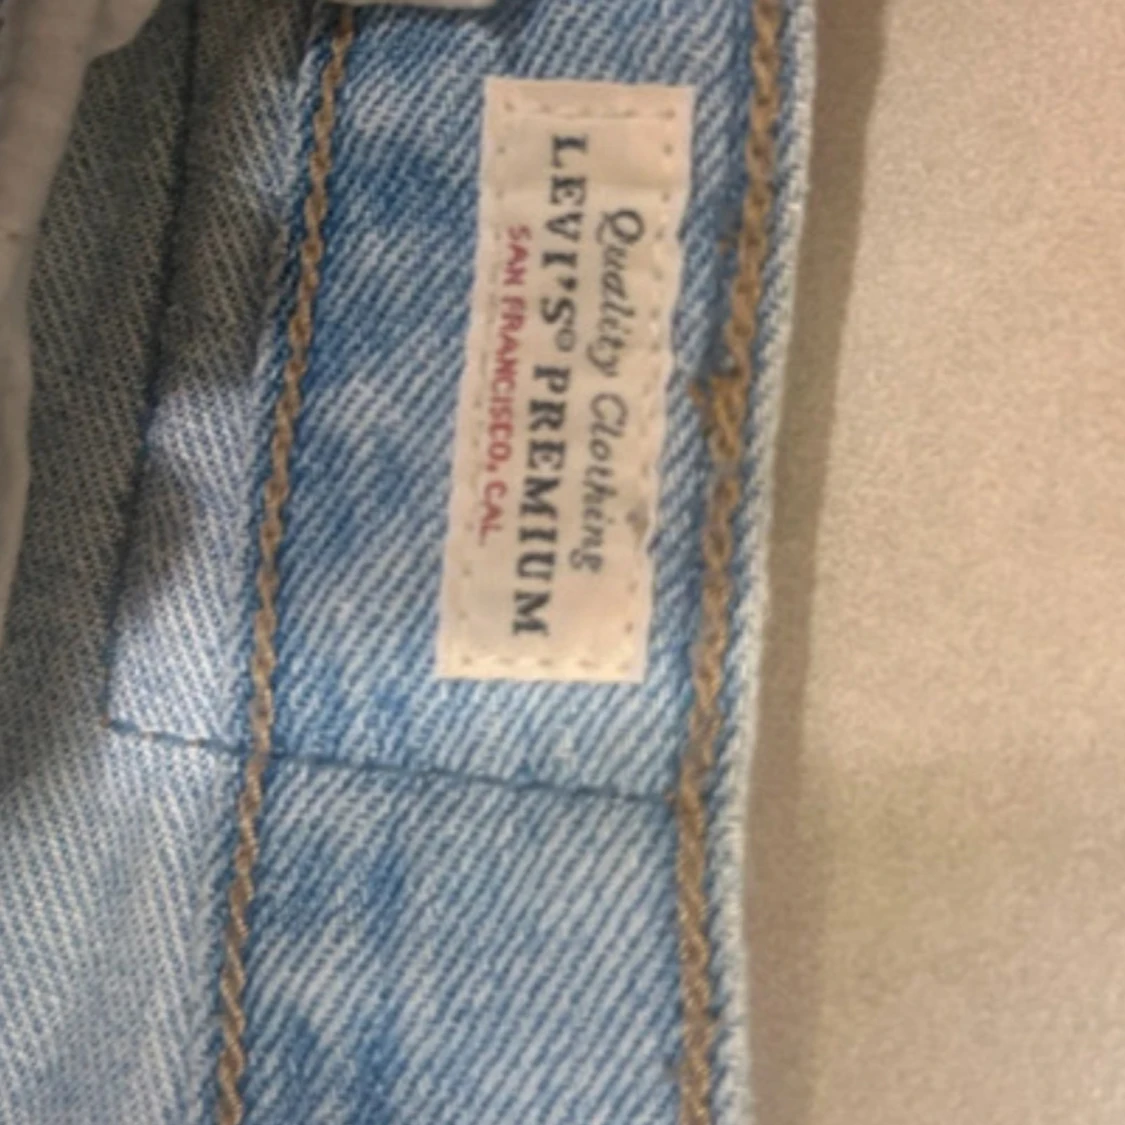 Quality Clothing
LEVI'S® PREMIUM
SAN FRANCISCO, CAL.